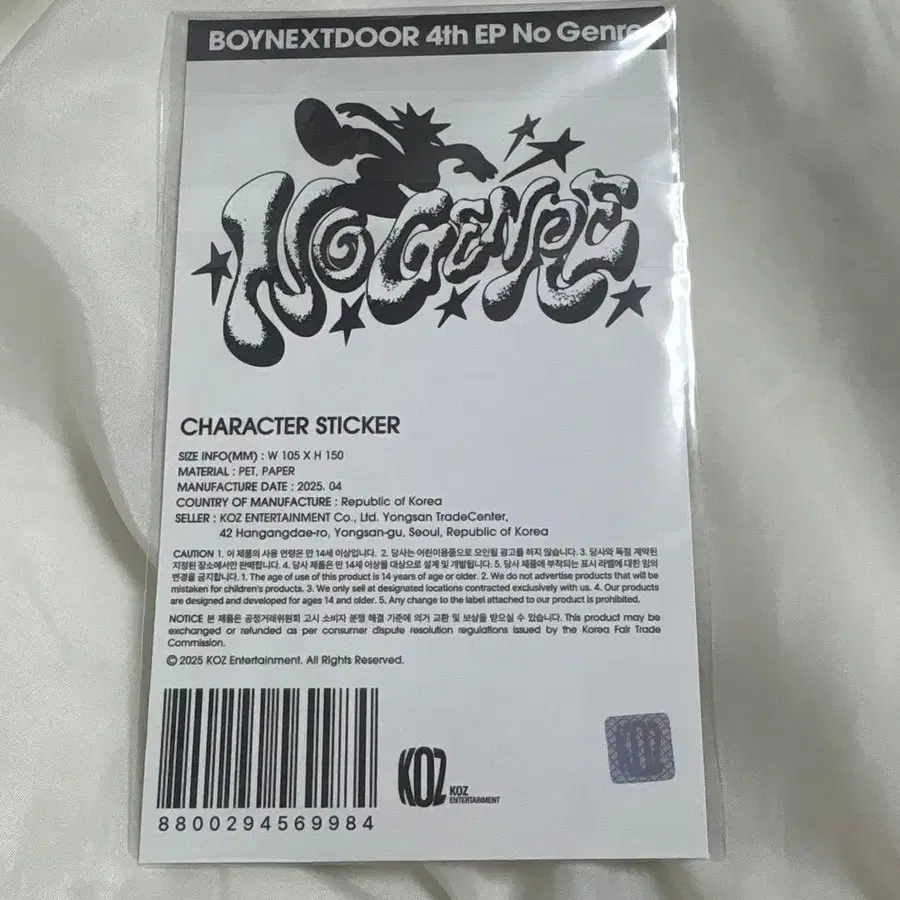 BOYNEXTDOOR 4th EP No Genre
NO GENRE
CHARACTER STICKER
SIZE INFO(MM) : W 105 X H 150
MATERIAL : PET, PAPER
MANUFACTURE DATE : 2025. 04
COUNTRY OF MANUFACTURE : Republic of Korea
SELLER : KOZ ENTERTAINMENT Co., Ltd. Yongsan TradeCenter,
42 Hangangdae-ro, Yongsan-gu, Seoul, Republic of Korea
CAUTION 1. 이 제품의 사용 연령은 만 14세 이상입니다. 2. 당사는 어린이용품으로 오인될 광고를 하지 않습니다. 3. 당사와 독점 계약된
지정된 장소에서만 판매합니다. 4. 당사 제품은 만 14세 이상을 대상으로 설계 및 개발됩니다. 5. 당사 제품에 부착되는 표시 라벨에 대한 임의
변경을 금지합니다. 1. The age of use of this product is 14 years of age or older. 2. We do not advertise products that will be
mistaken for children's products. 3. We only sell at designated locations contracted exclusively with us. 4. Our products
are designed and developed for ages 14 and older. 5. Any change to the label attached to our product is prohibited.
NOTICE 본 제품은 공정거래위원회 고시 소비자 분쟁 해결 기준에 의거 교환 및 보상을 받으실 수 있습니다. This product may be
exchanged or refunded as per consumer dispute resolution regulations issued by the Korea Fair Trade
Commission.
© 2025 KOZ Entertainment. All Rights Reserved.
8800294569984
KOZ
KOZ
ENTERTAINMENT